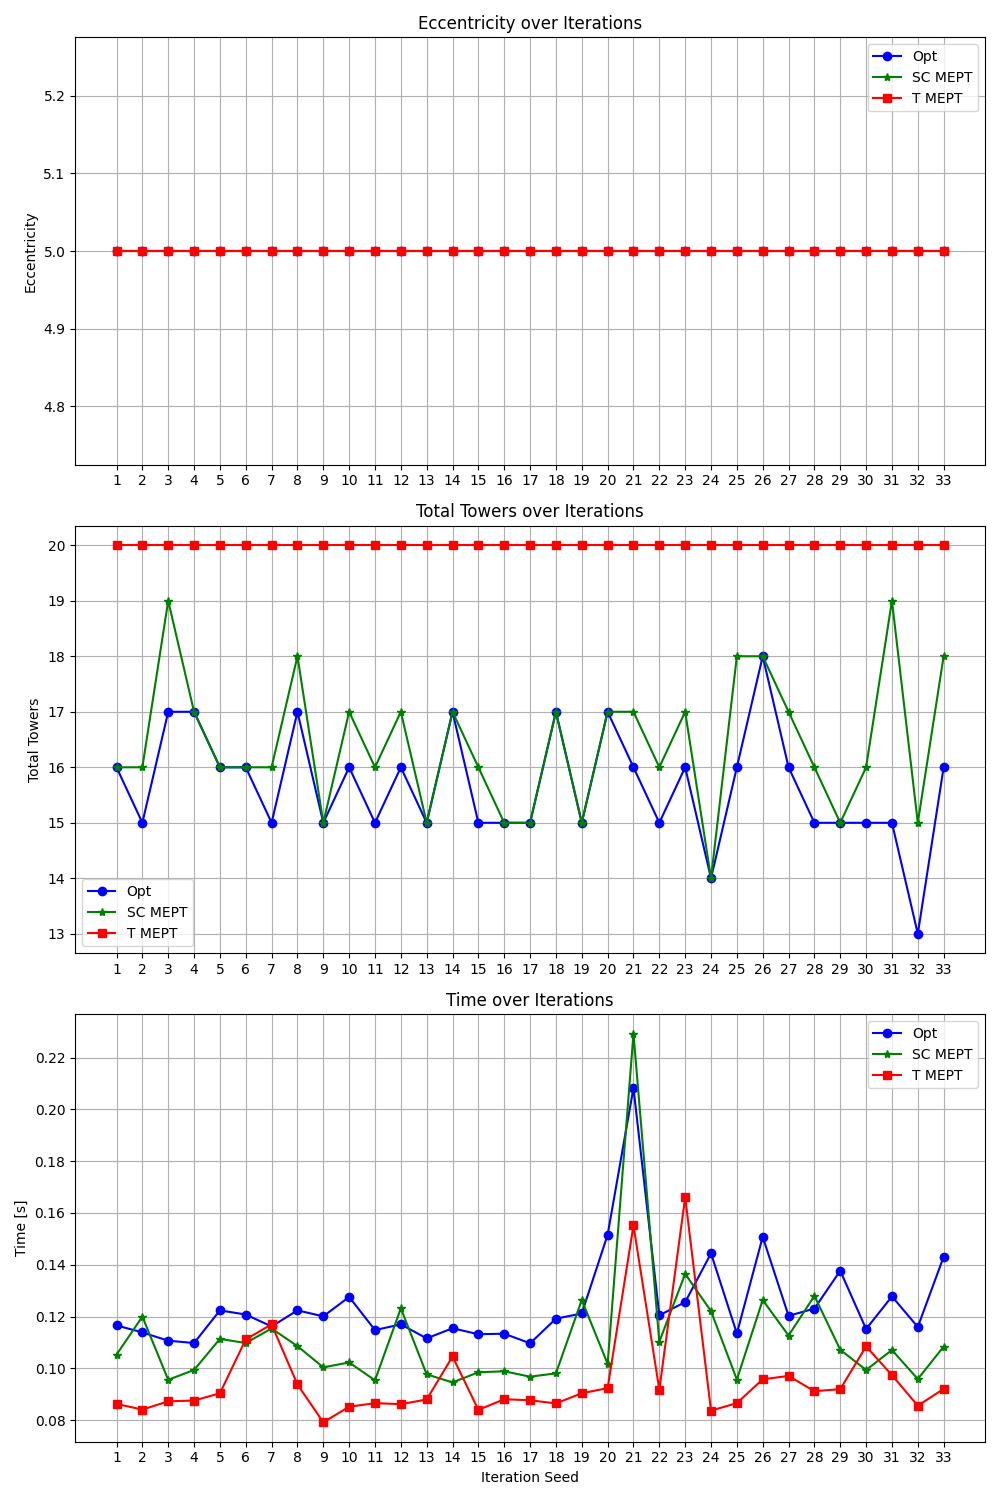 Eccentricity over Iterations
Opt
SC MEPT
T MEPT
5.2
5.1
5.0
4.9
4.8
Eccentricity
1 2 3 4 5 6 7 8 9 10 11 12 13 14 15 16 17 18 19 20 21 22 23 24 25 26 27 28 29 30 31 32 33
Total Towers over Iterations
20
19
18
17
16
15
14
13
Total Towers
Opt
SC MEPT
T MEPT
1 2 3 4 5 6 7 8 9 10 11 12 13 14 15 16 17 18 19 20 21 22 23 24 25 26 27 28 29 30 31 32 33
Time over Iterations
Opt
SC MEPT
T MEPT
0.22
0.20
0.18
0.16
0.14
0.12
0.10
0.08
Time [s]
1 2 3 4 5 6 7 8 9 10 11 12 13 14 15 16 17 18 19 20 21 22 23 24 25 26 27 28 29 30 31 32 33
Iteration Seed